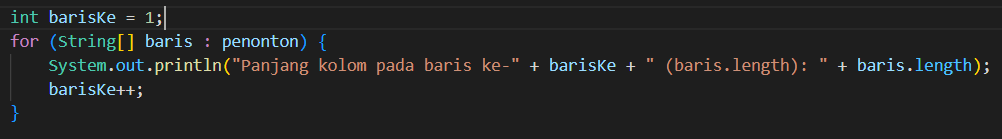 int barisKe = 1;
for (String[] baris : penonton) {
    System.out.println("Panjang kolom pada baris ke-" + barisKe + " (baris.length): " + baris.length);
    barisKe++;
}